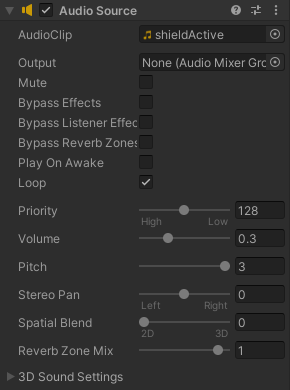 Audio Source
AudioClip shieldActive
Output None (Audio Mixer Gro
Mute
Bypass Effects
Bypass Listener Effec
Bypass Reverb Zones
Play On Awake
Loop
Priority 128
High Low
Volume 0.3
Pitch 3
Stereo Pan 0
Left Right
Spatial Blend 0
2D 3D
Reverb Zone Mix 1
3D Sound Settings